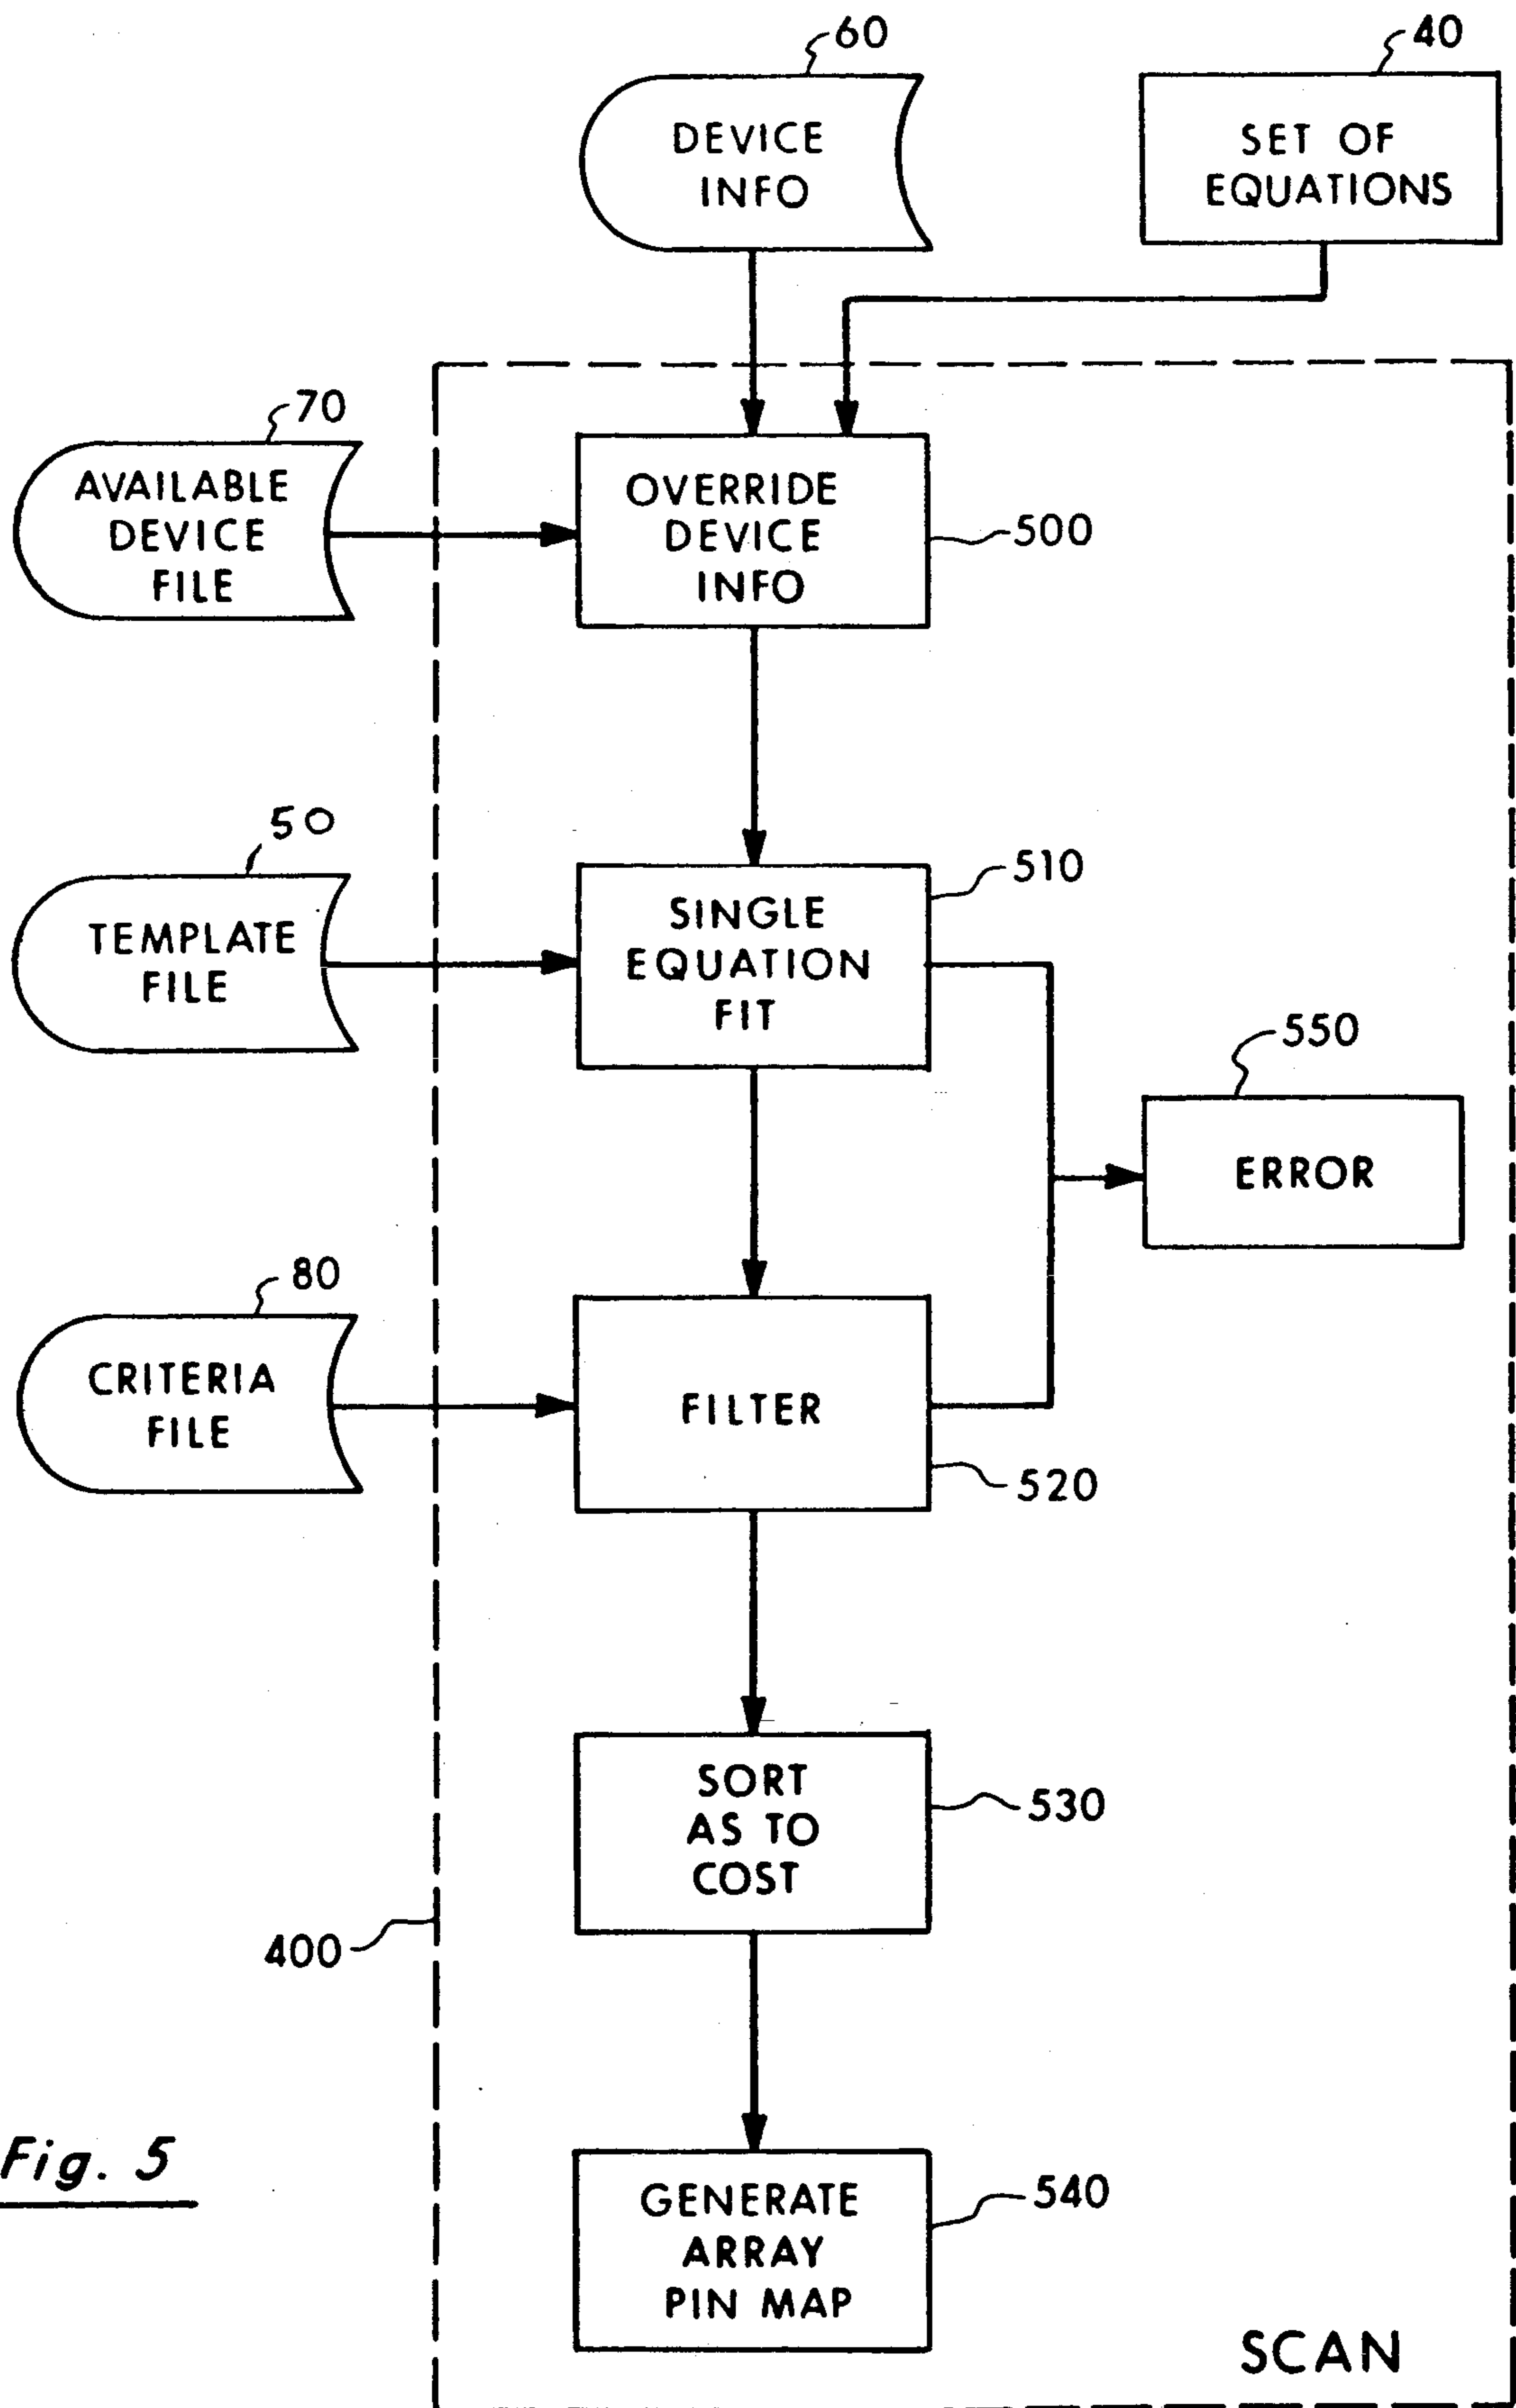 60
40
DEVICE
INFO
SET OF
EQUATIONS
70
AVAILABLE
DEVICE
FILE
OVERRIDE
DEVICE
INFO
500
50
TEMPLATE
FILE
510
SINGLE
EQUATION
FIT
550
ERROR
80
CRITERIA
FILE
FILTER
520
SORT
AS TO
COST
530
400
Fig. 5
GENERATE
ARRAY
PIN MAP
540
SCAN